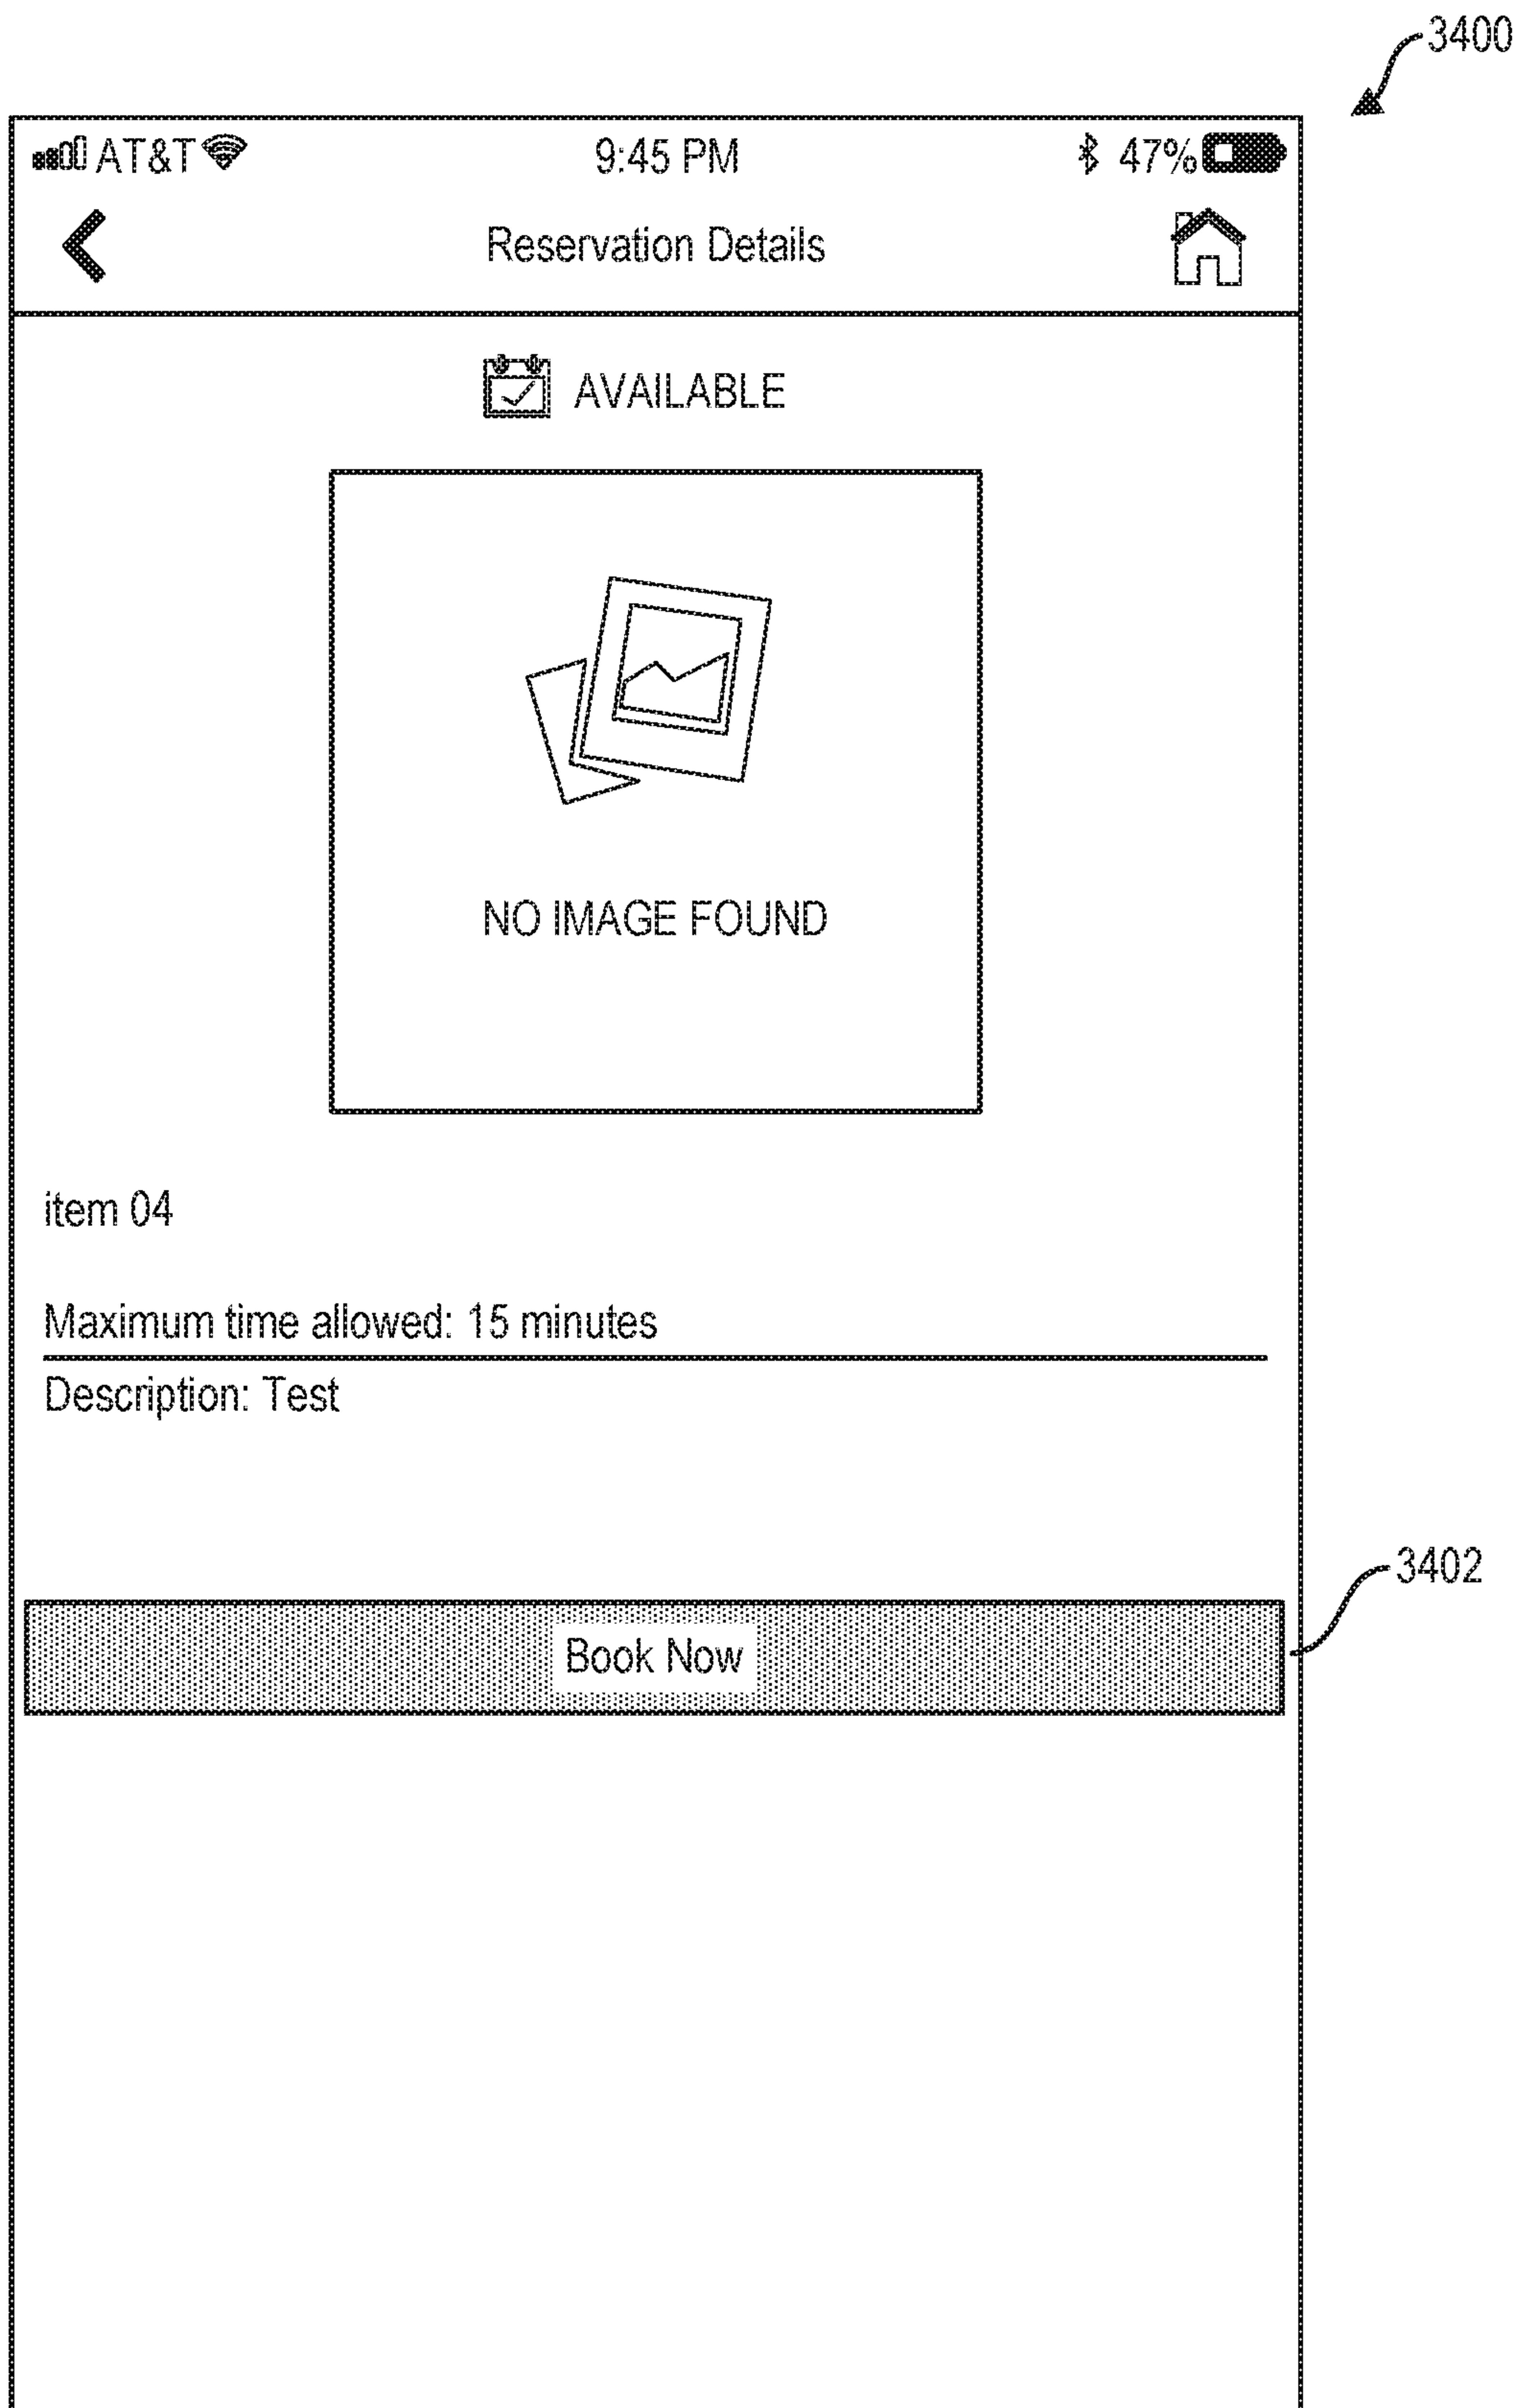 3400
AT&T 9:45 PM 47%
Reservation Details
AVAILABLE
NO IMAGE FOUND
item 04
Maximum time allowed: 15 minutes
Description: Test
3402
Book Now